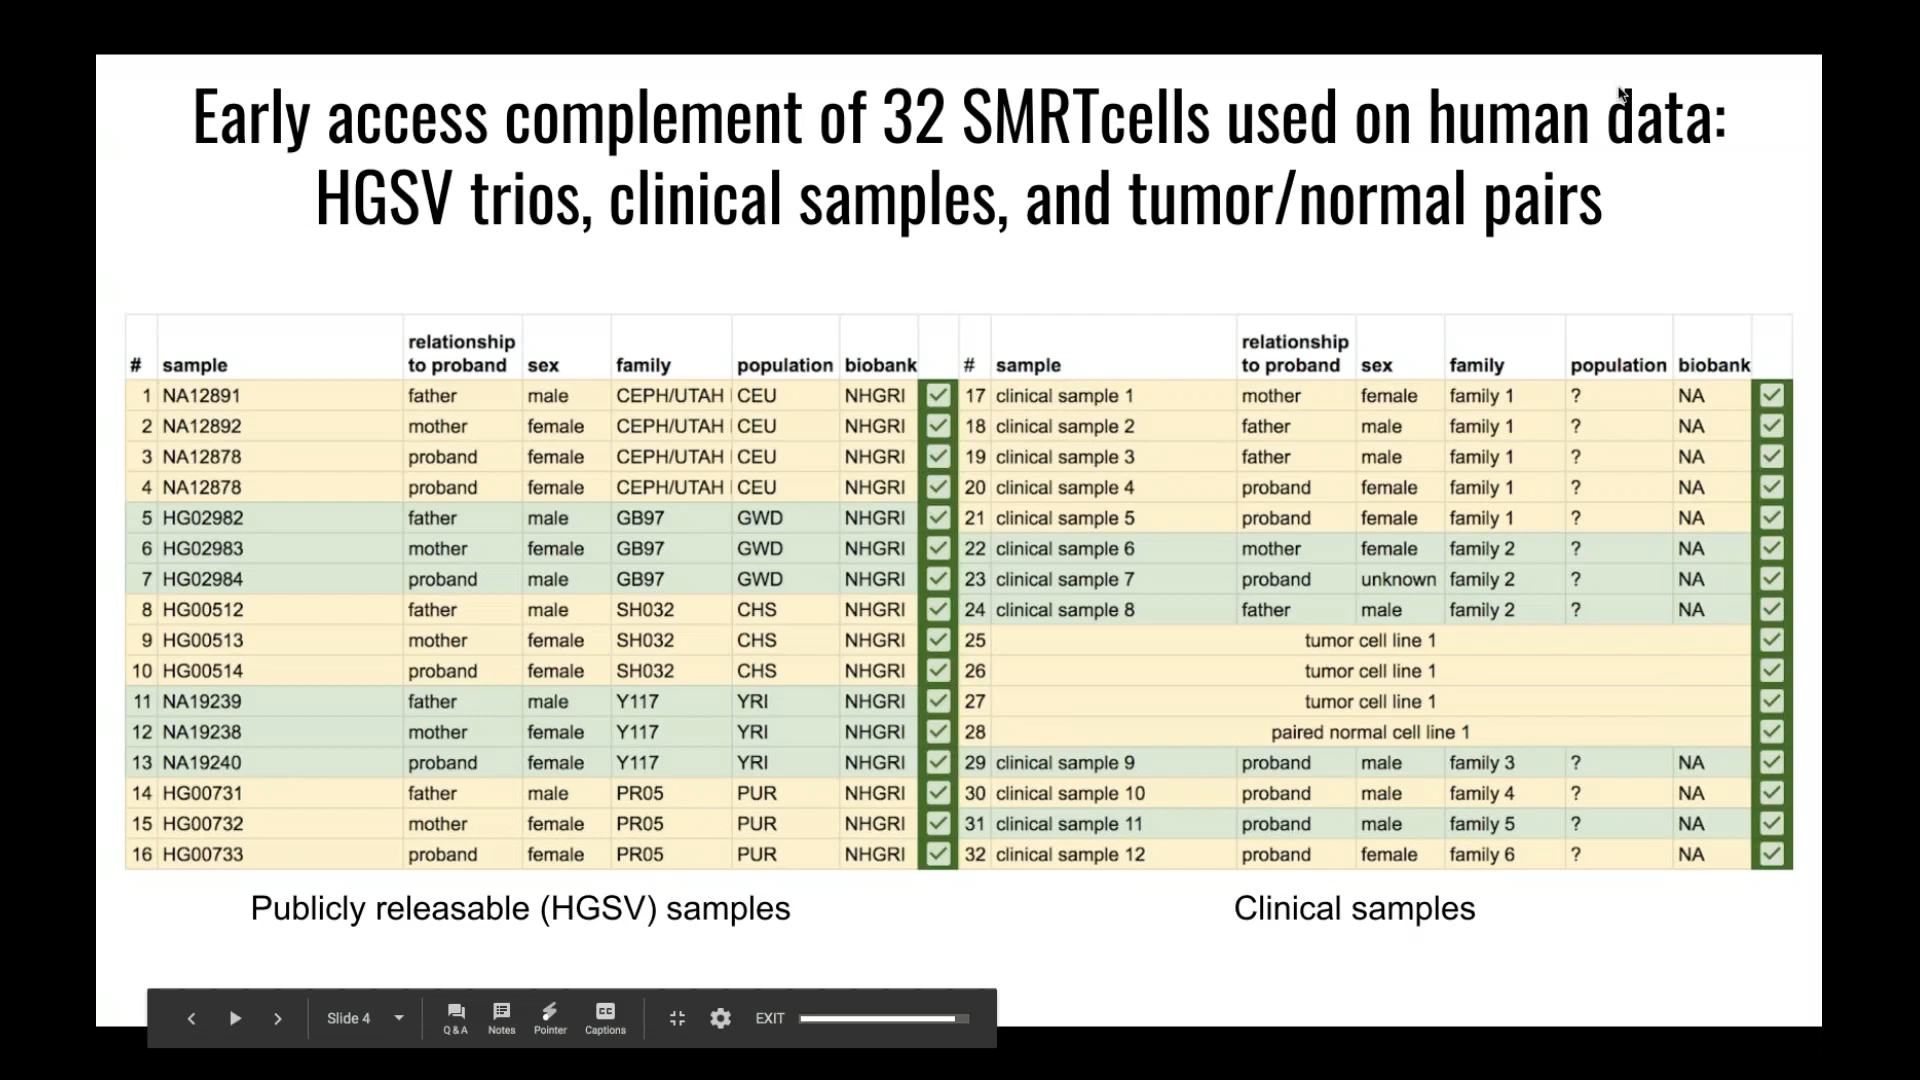 Early access complement of 32 SMRTcells used on human data:
HGSV trios, clinical samples, and tumor/normal pairs
# sample relationship to proband sex family population biobank
1 NA12891 father male CEPH/UTAH CEU NHGRI
2 NA12892 mother female CEPH/UTAH CEU NHGRI
3 NA12878 proband female CEPH/UTAH CEU NHGRI
4 NA12878 proband female CEPH/UTAH CEU NHGRI
5 HG02982 father male GB97 GWD NHGRI
6 HG02983 mother female GB97 GWD NHGRI
7 HG02984 proband male GB97 GWD NHGRI
8 HG00512 father male SH032 CHS NHGRI
9 HG00513 mother female SH032 CHS NHGRI
10 HG00514 proband female SH032 CHS NHGRI
11 NA19239 father male Y117 YRI NHGRI
12 NA19238 mother female Y117 YRI NHGRI
13 NA19240 proband female Y117 YRI NHGRI
14 HG00731 father male PR05 PUR NHGRI
15 HG00732 mother female PR05 PUR NHGRI
16 HG00733 proband female PR05 PUR NHGRI
Publicly releasable (HGSV) samples
# sample relationship to proband sex family population biobank
17 clinical sample 1 mother female family 1 ? NA
18 clinical sample 2 father male family 1 ? NA
19 clinical sample 3 father male family 1 ? NA
20 clinical sample 4 proband female family 1 ? NA
21 clinical sample 5 proband female family 1 ? NA
22 clinical sample 6 mother female family 2 ? NA
23 clinical sample 7 proband unknown family 2 ? NA
24 clinical sample 8 father male family 2 ? NA
25 tumor cell line 1
26 tumor cell line 1
27 tumor cell line 1
28 paired normal cell line 1
29 clinical sample 9 proband male family 3 ? NA
30 clinical sample 10 proband male family 4 ? NA
31 clinical sample 11 proband male family 5 ? NA
32 clinical sample 12 proband female family 6 ? NA
Clinical samples
Slide 4 Q & A Notes Pointer CC Captions EXIT